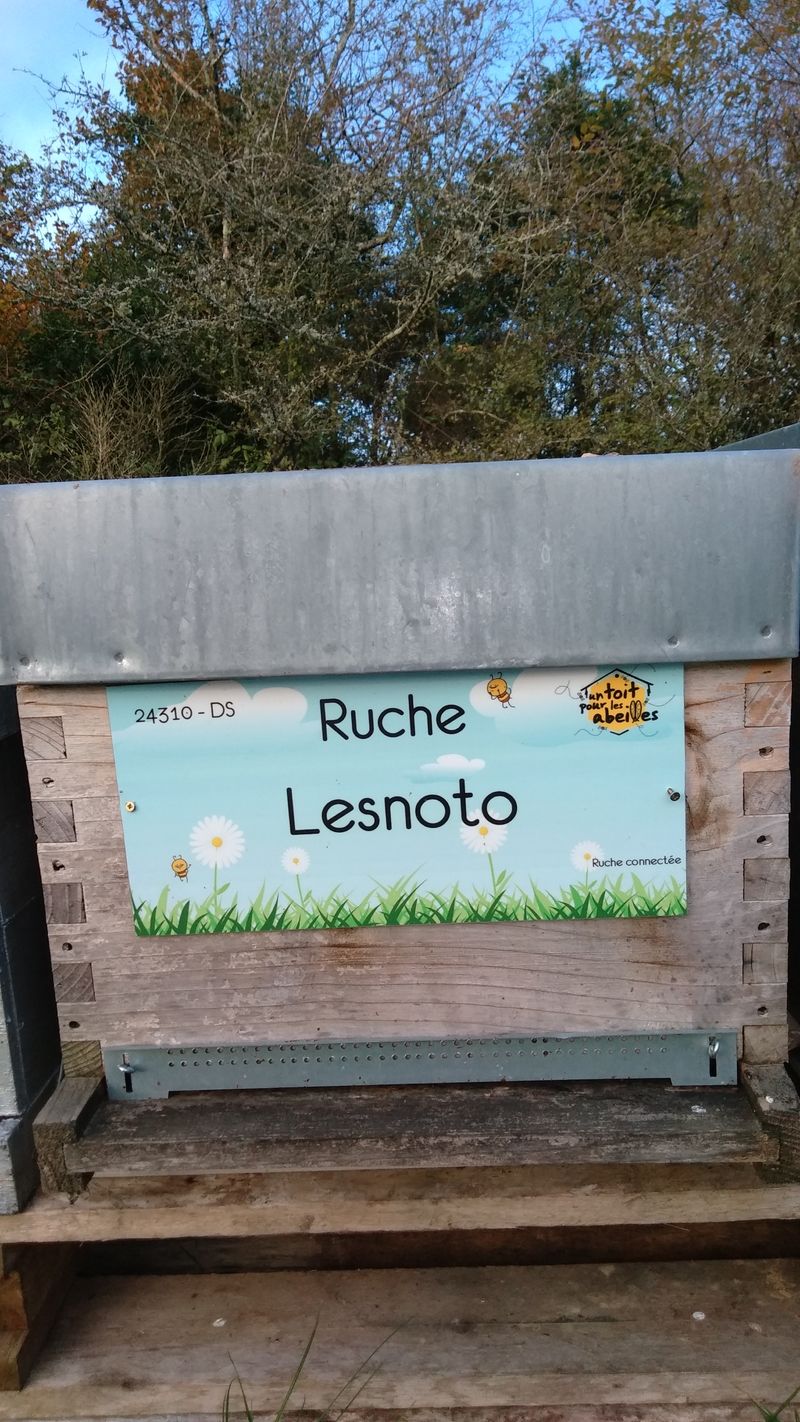 24310 - DS
Ruche
un toit
pour les
abeilles
Lesnoto
Ruche connectée